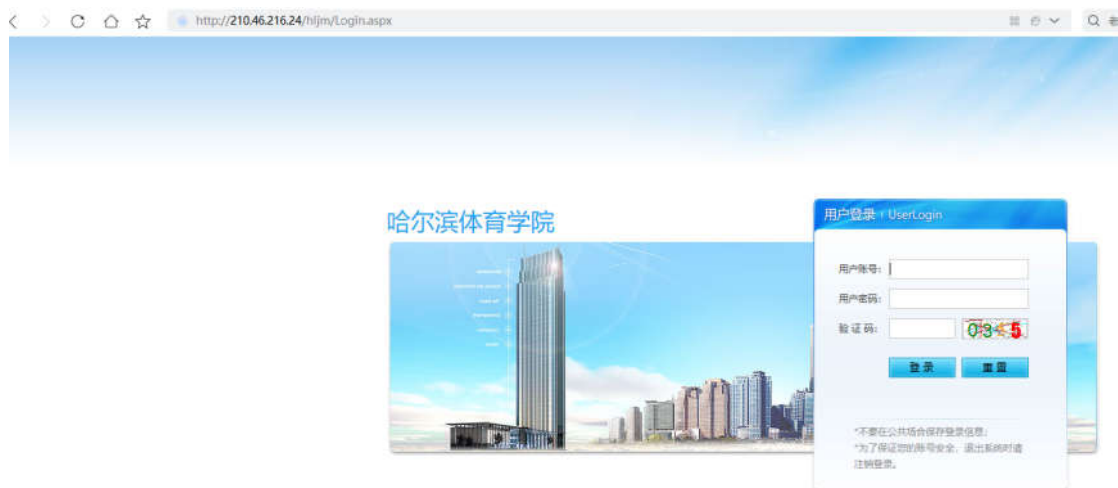 http://210.46.216.24/hljm/Login.aspx
哈尔滨体育学院
用户登录 | UserLogin
用户账号:
用户密码:
验证码:
登录 重置
*不要在公共场合保存登录信息;
*为了保证您的账号安全,退出系统时请
注销登录。